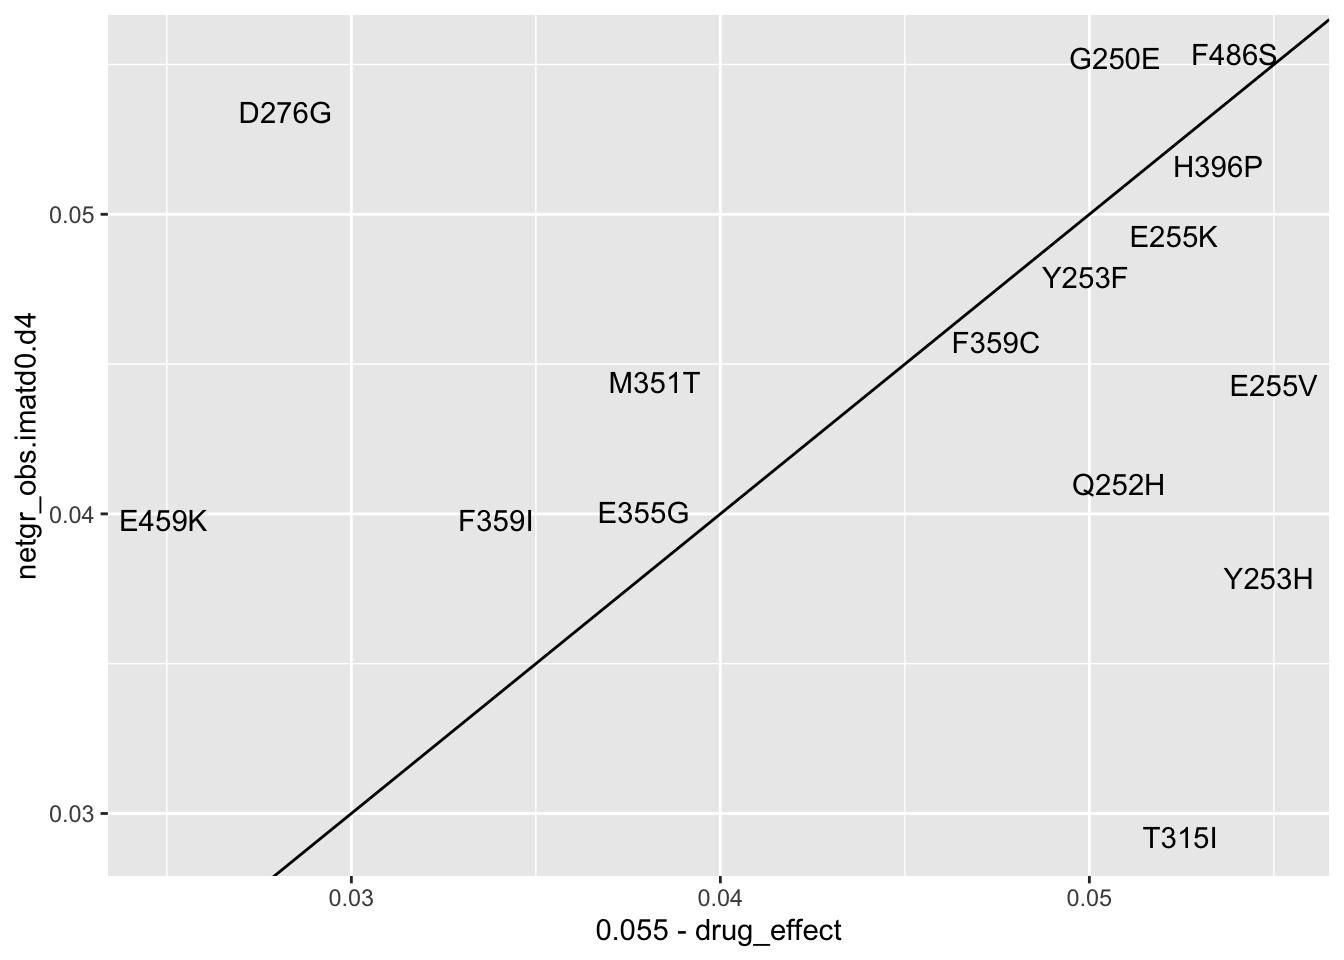 G250E
F486S
D276G
H396P
0.05
E255K
Y253F
F359C
M351T
E255V
Q252H
0.04
E459K
F359I
E355G
Y253H
0.03
T315I
netgr_obs.imatd0.d4
0.03
0.04
0.05
0.055 - drug_effect